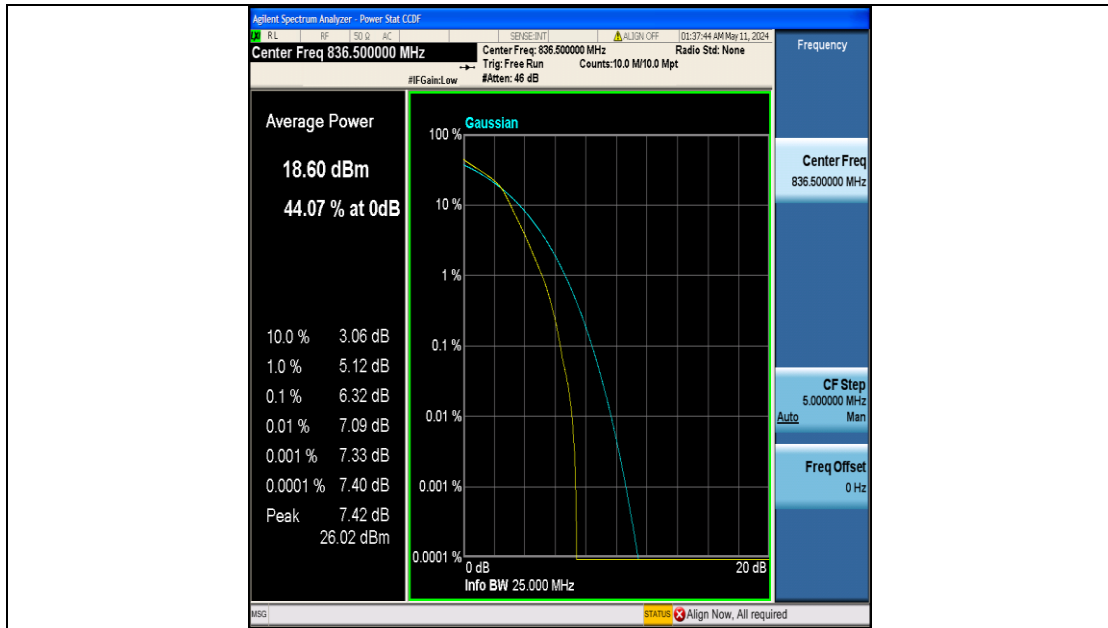 Agilent Spectrum Analyzer - Power Stat CCDF
RL RF 50 Ω AC SENSE:INT ALIGN OFF 01:37:44 AM May 11, 2024
Center Freq 836.500000 MHz
Center Freq: 836.500000 MHz Radio Std: None
Trig: Free Run Counts:10.0 M/10.0 Mpt
#IFGain:Low #Atten: 46 dB
Frequency
Average Power
18.60 dBm
44.07 % at 0dB
10.0 % 3.06 dB
1.0 % 5.12 dB
0.1 % 6.32 dB
0.01 % 7.09 dB
0.001 % 7.33 dB
0.0001 % 7.40 dB
Peak 7.42 dB
26.02 dBm
Gaussian
100 %
10 %
1 %
0.1 %
0.01 %
0.001 %
0.0001 %
0 dB 20 dB
Info BW 25.000 MHz
Center Freq
836.500000 MHz
CF Step
5.000000 MHz
Auto Man
Freq Offset
0 Hz
MSG STATUS Align Now, All required